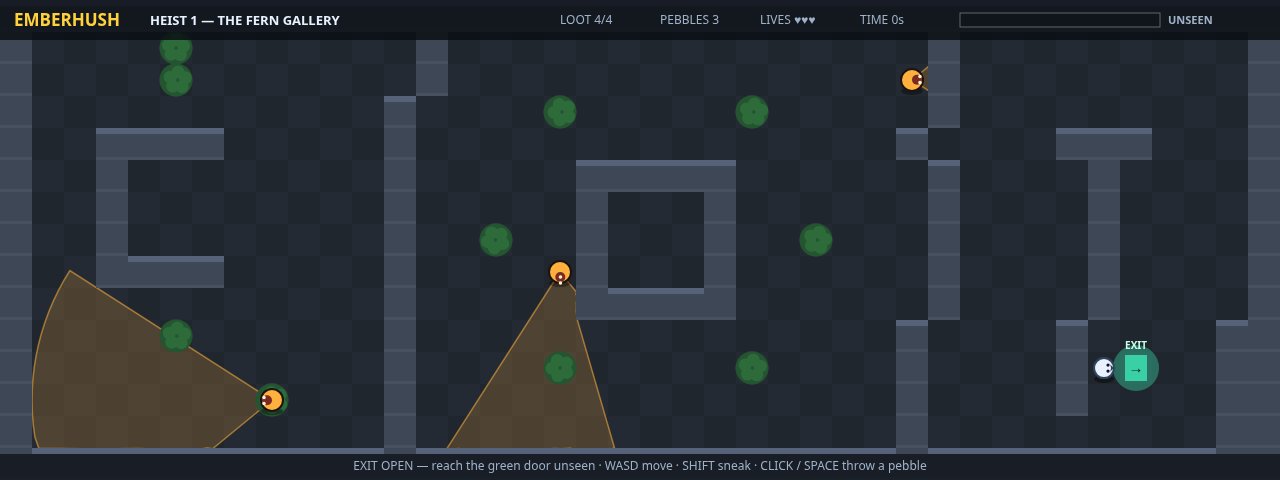 EMBERHUSH HEIST 1 — THE FERN GALLERY LOOT 4/4 PEBBLES 3 LIVES ♥♥♥ TIME 0s UNSEEN
EXIT
→
EXIT OPEN — reach the green door unseen · WASD move · SHIFT sneak · CLICK / SPACE throw a pebble